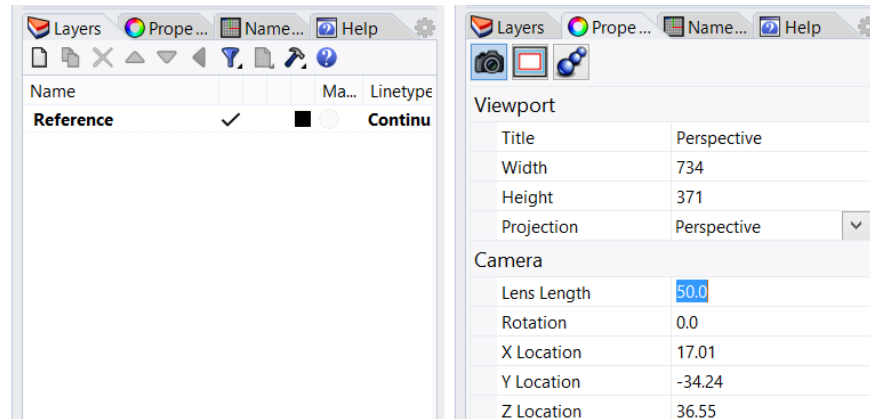 Layers Prope... Name... Help
Name Ma... Linetype
Reference Continu
Layers Prope... Name... Help
Viewport
Title Perspective
Width 734
Height 371
Projection Perspective
Camera
Lens Length 50.0
Rotation 0.0
X Location 17.01
Y Location -34.24
Z Location 36.55